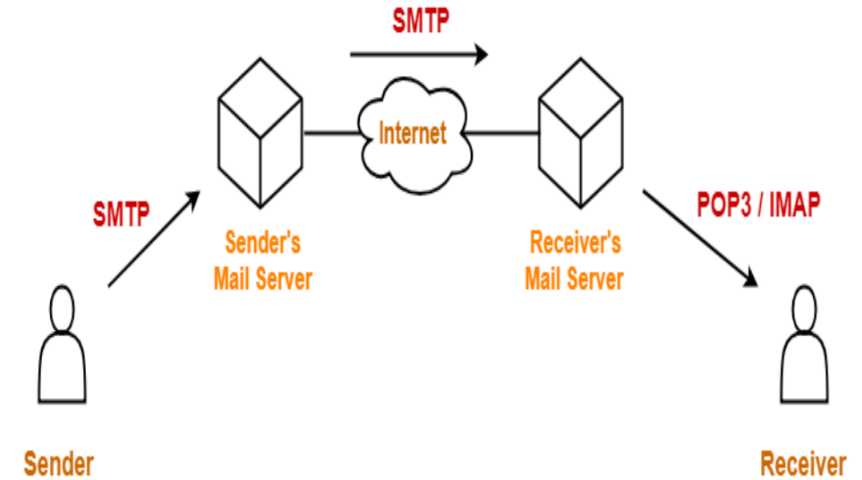 SMTP
Internet
SMTP
POP3 / IMAP
Sender's
Mail Server
Receiver's
Mail Server
Sender
Receiver